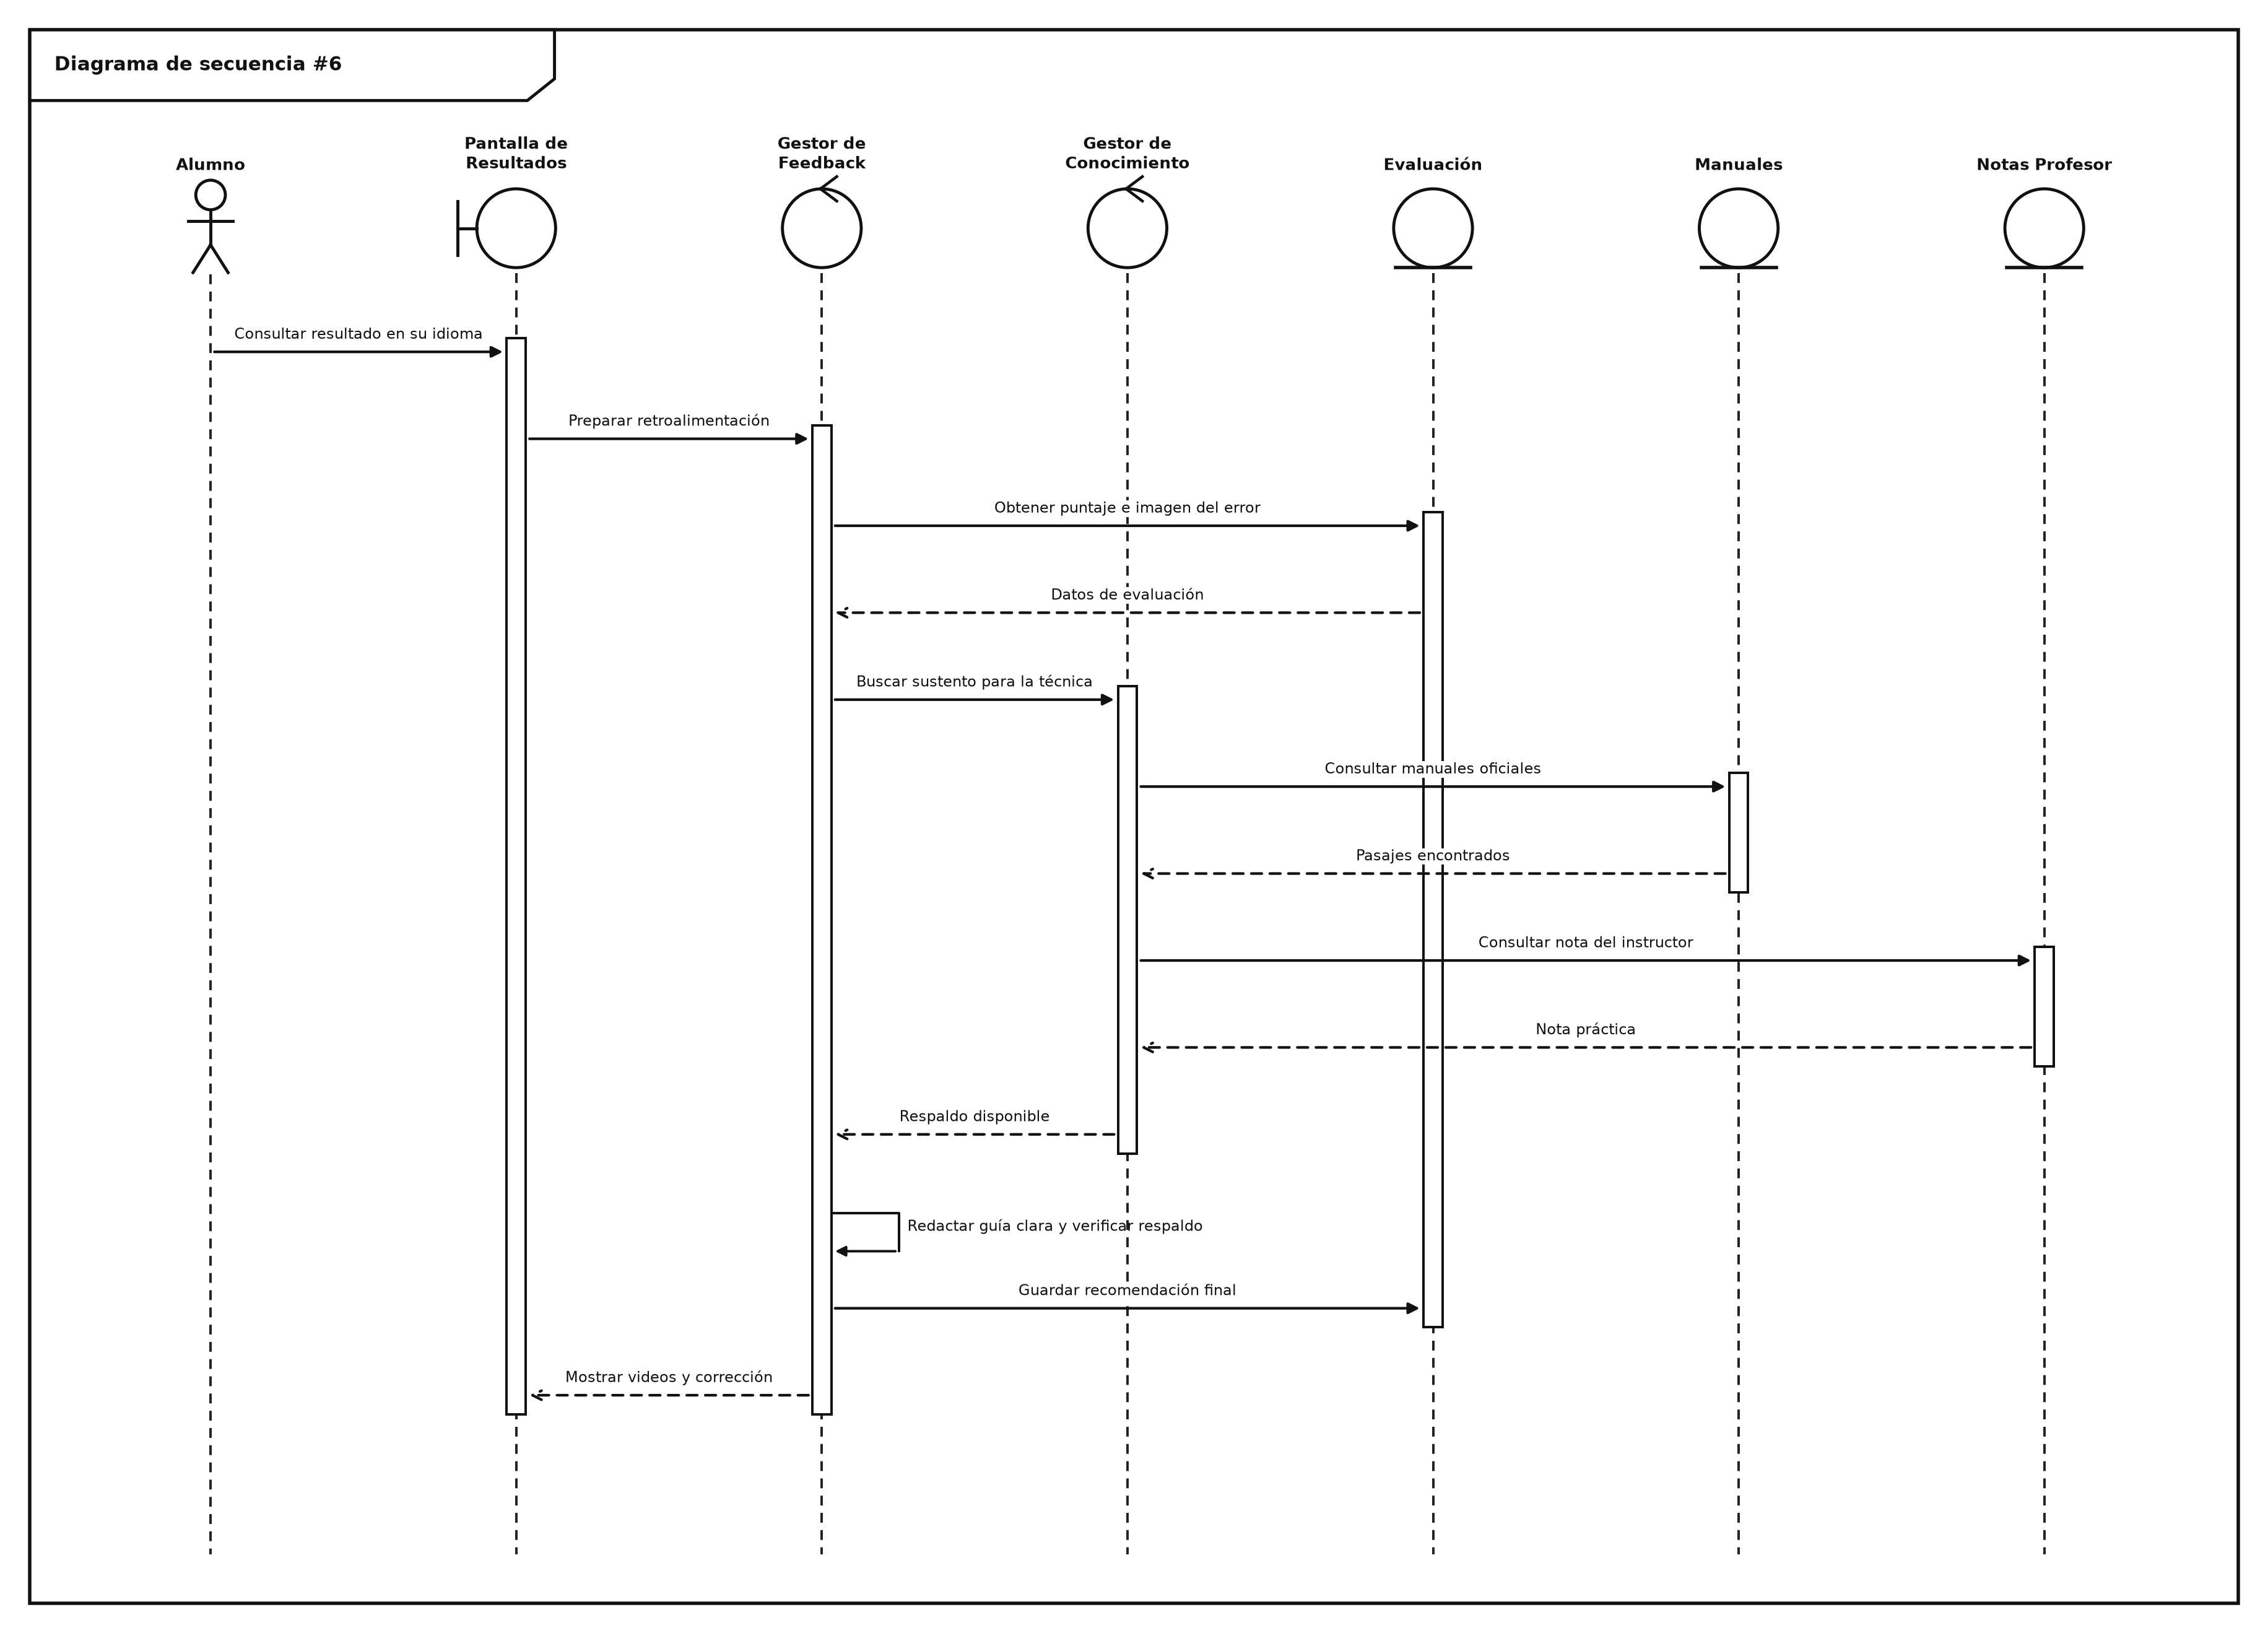 Diagrama de secuencia #6
Alumno
Pantalla de
Resultados
Gestor de
Feedback
Gestor de
Conocimiento
Evaluación
Manuales
Notas Profesor
Consultar resultado en su idioma
Preparar retroalimentación
Obtener puntaje e imagen del error
Datos de evaluación
Buscar sustento para la técnica
Consultar manuales oficiales
Pasajes encontrados
Consultar nota del instructor
Nota práctica
Respaldo disponible
Redactar guía clara y verificar respaldo
Guardar recomendación final
Mostrar videos y corrección